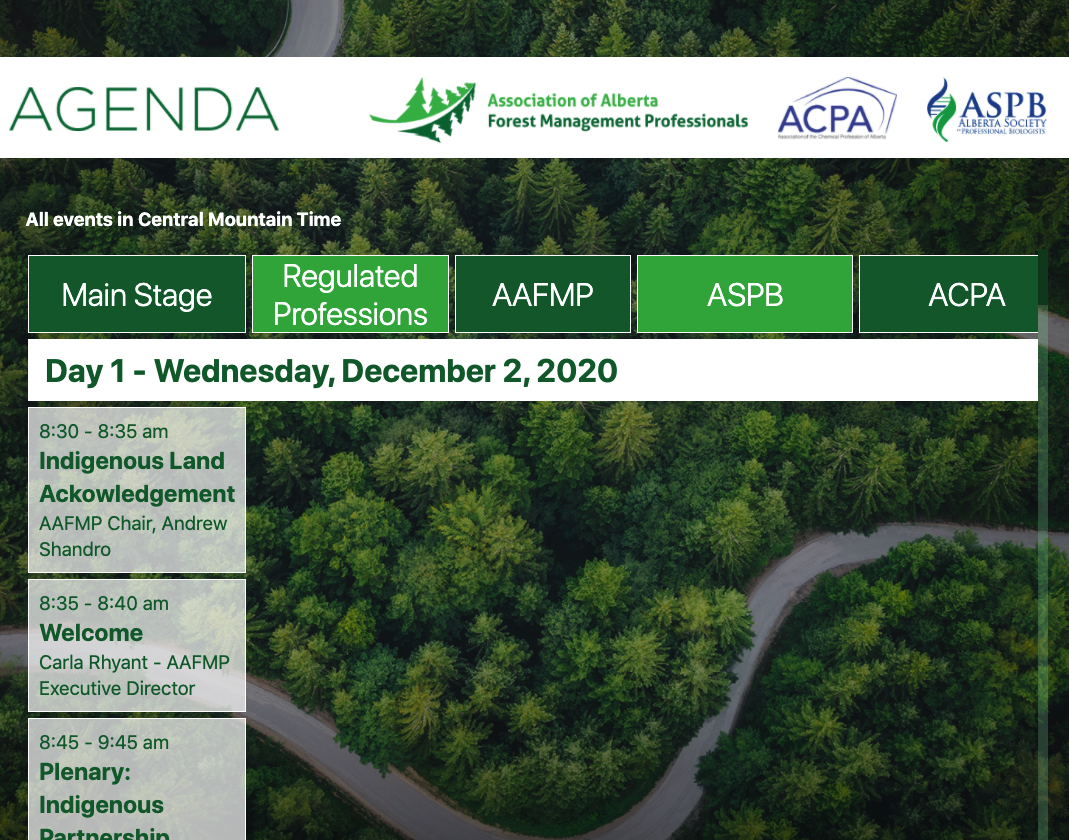 AGENDA
Association of Alberta
Forest Management Professionals
ACPA
Association of the Chemical Profession of Alberta
ASPB
ALBERTA SOCIETY
OF PROFESSIONAL BIOLOGISTS
All events in Central Mountain Time
Main Stage
Regulated
Professions
AAFMP
ASPB
ACPA
Day 1 - Wednesday, December 2, 2020
8:30 - 8:35 am
Indigenous Land
Ackowledgement
AAFMP Chair, Andrew
Shandro
8:35 - 8:40 am
Welcome
Carla Rhyant - AAFMP
Executive Director
8:45 - 9:45 am
Plenary:
Indigenous
Partnership